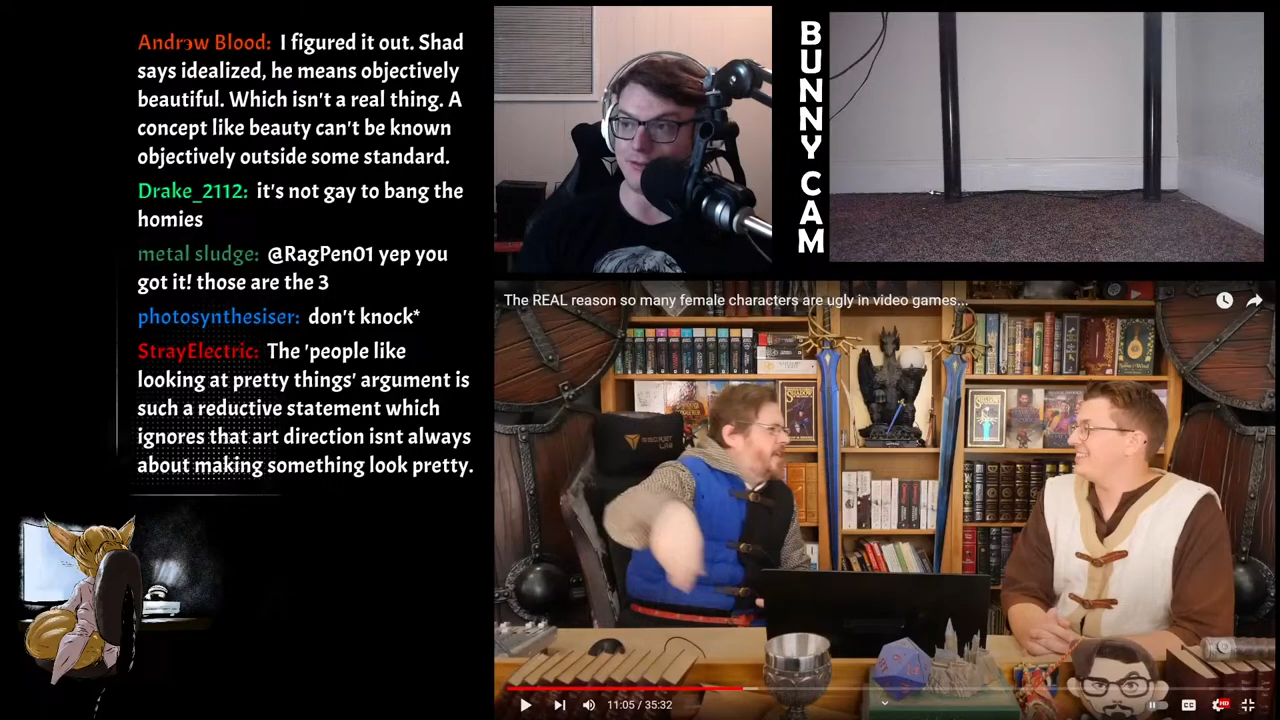 Andrew Blood: I figured it out. Shad
says idealized, he means objectively
beautiful. Which isn't a real thing. A
concept like beauty can't be known
objectively outside some standard.
Drake_2112: it's not gay to bang the
homies
metal sludge: @RagPen01 yep you
got it! those are the 3
photosynthesiser: don't knock*
StrayElectric: The 'people like
looking at pretty things' argument is
such a reductive statement which
ignores that art direction isnt always
about making something look pretty.
BUNNY CAM
The REAL reason so many female characters are ugly in video games...
SECRET LAB
11:05 / 35:32
HD